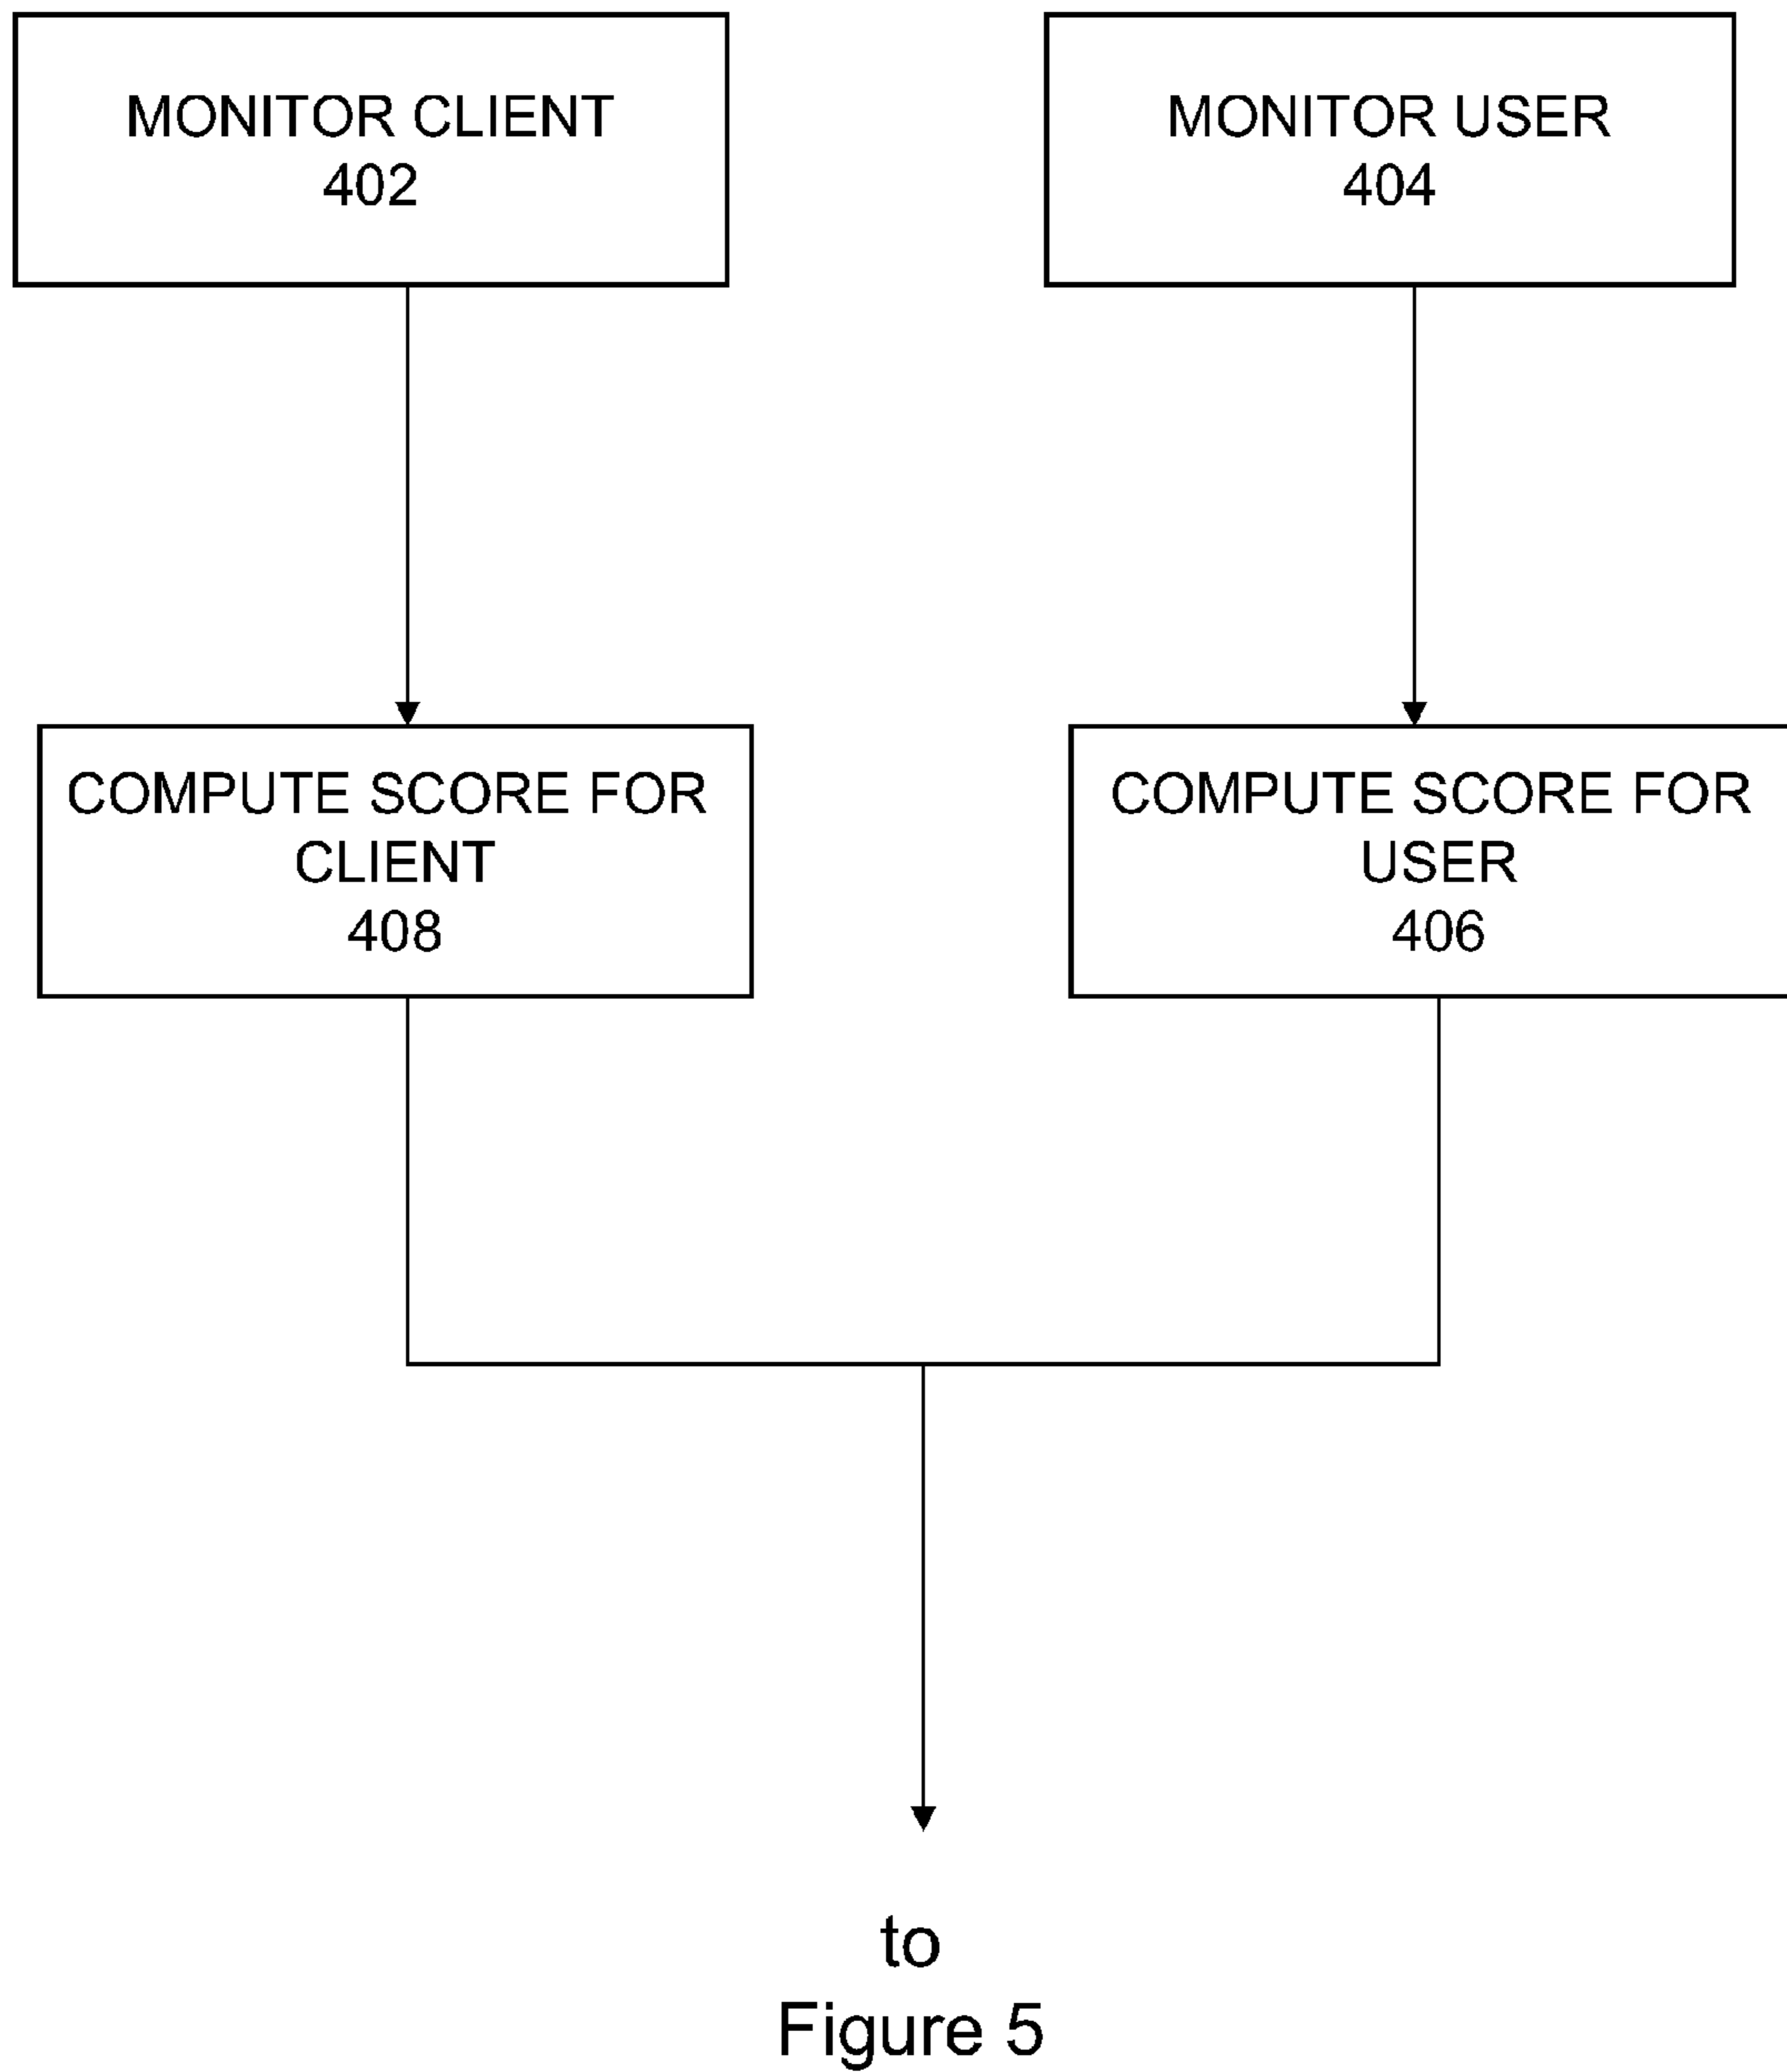 MONITOR CLIENT
402
MONITOR USER
404
COMPUTE SCORE FOR
CLIENT
408
COMPUTE SCORE FOR
USER
406
to
Figure 5